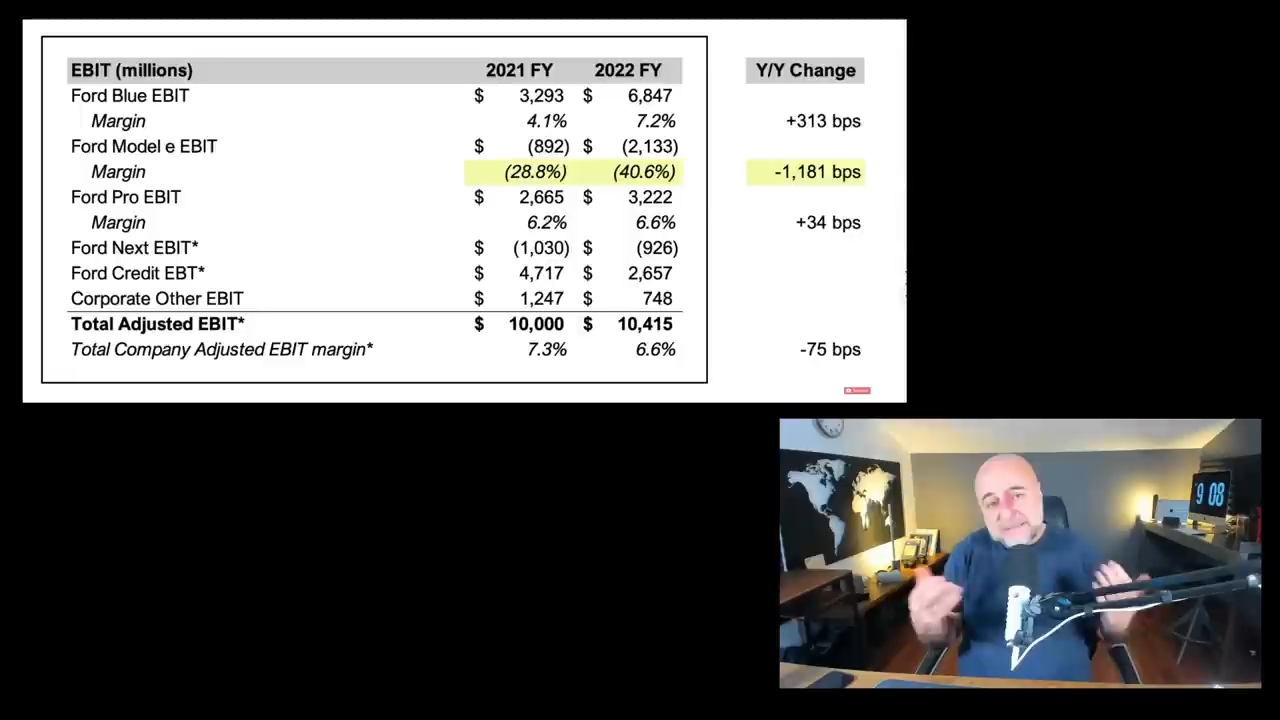 EBIT (millions) 2021 FY 2022 FY Y/Y Change
Ford Blue EBIT $ 3,293 $ 6,847
Margin 4.1% 7.2% +313 bps
Ford Model e EBIT $ (892) $ (2,133)
Margin (28.8%) (40.6%) -1,181 bps
Ford Pro EBIT $ 2,665 $ 3,222
Margin 6.2% 6.6% +34 bps
Ford Next EBIT* $ (1,030) $ (926)
Ford Credit EBT* $ 4,717 $ 2,657
Corporate Other EBIT $ 1,247 $ 748
Total Adjusted EBIT* $ 10,000 $ 10,415
Total Company Adjusted EBIT margin* 7.3% 6.6% -75 bps
9 08